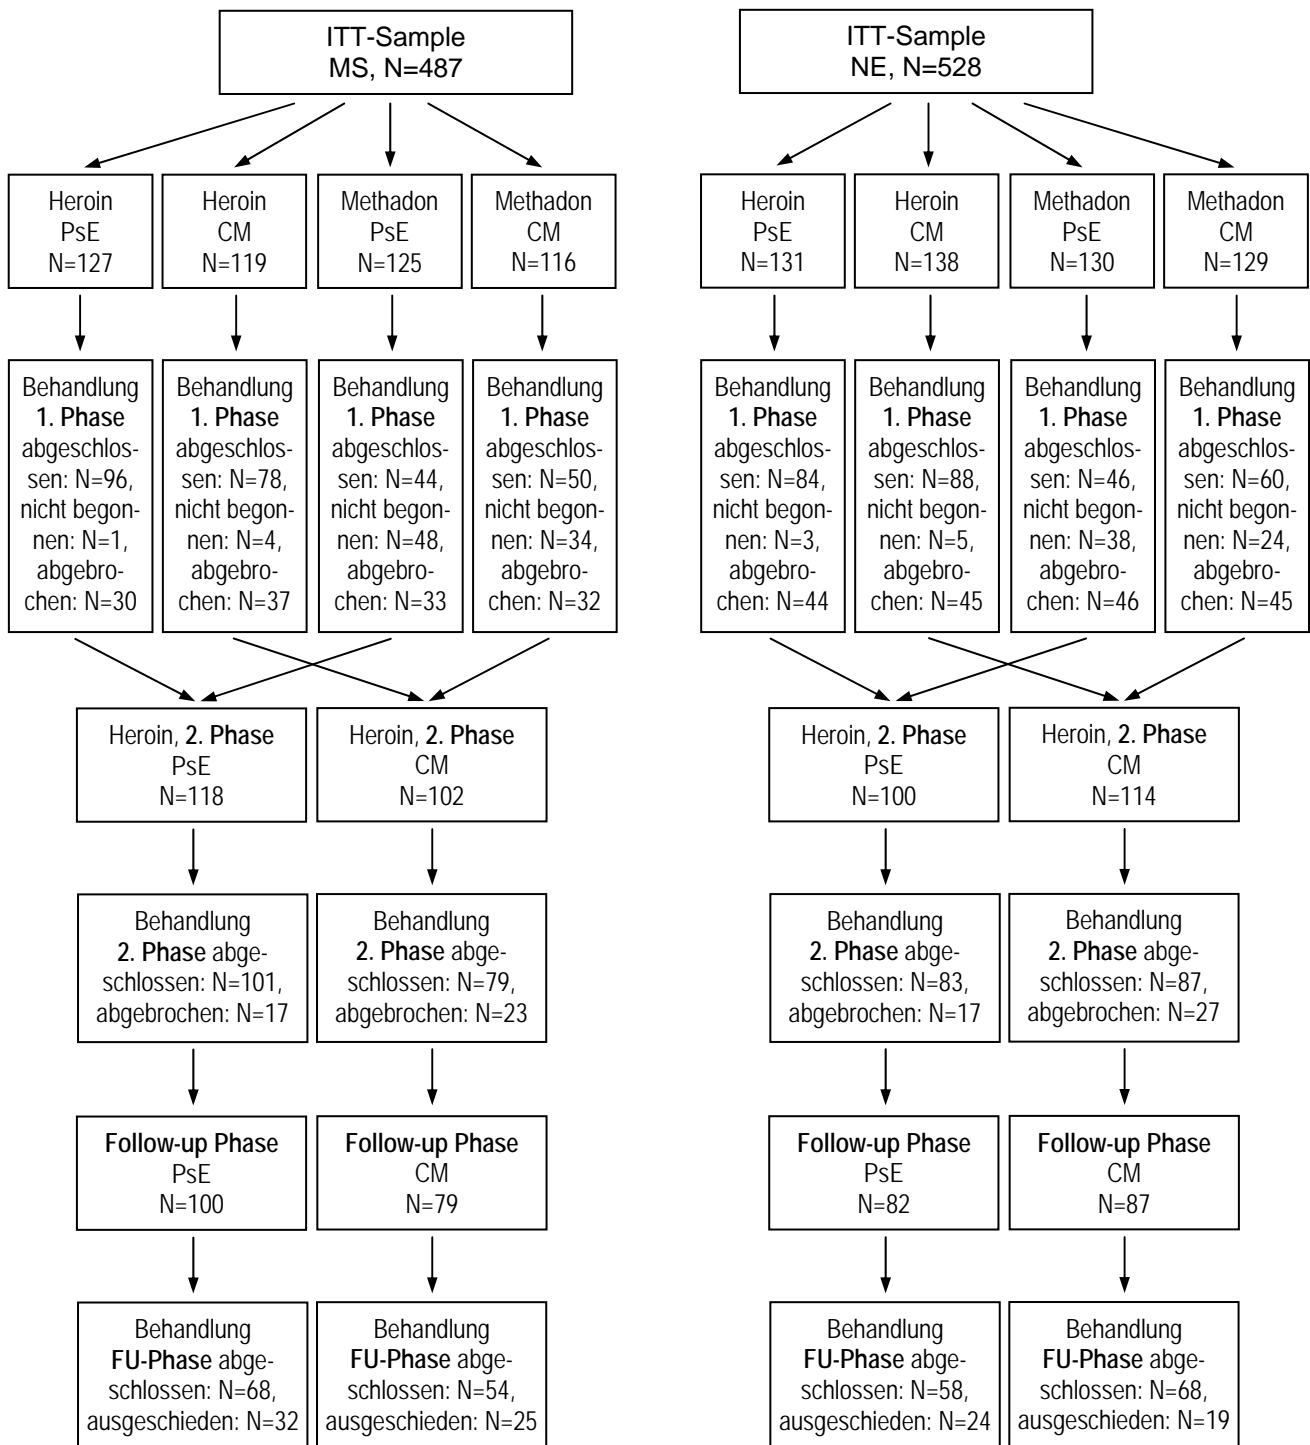 ITT-Sample
MS, N=487
ITT-Sample
NE, N=528
Heroin
PsE
N=127
Heroin
CM
N=119
Methadon
PsE
N=125
Methadon
CM
N=116
Heroin
PsE
N=131
Heroin
CM
N=138
Methadon
PsE
N=130
Methadon
CM
N=129
Behandlung
1. Phase
abgeschlos-
sen: N=96,
nicht begon-
nen: N=1,
abgebro-
chen: N=30
Behandlung
1. Phase
abgeschlos-
sen: N=78,
nicht begon-
nen: N=4,
abgebro-
chen: N=37
Behandlung
1. Phase
abgeschlos-
sen: N=44,
nicht begon-
nen: N=48,
abgebro-
chen: N=33
Behandlung
1. Phase
abgeschlos-
sen: N=50,
nicht begon-
nen: N=34,
abgebro-
chen: N=32
Behandlung
1. Phase
abgeschlos-
sen: N=84,
nicht begon-
nen: N=3,
abgebro-
chen: N=44
Behandlung
1. Phase
abgeschlos-
sen: N=88,
nicht begon-
nen: N=5,
abgebro-
chen: N=45
Behandlung
1. Phase
abgeschlos-
sen: N=46,
nicht begon-
nen: N=38,
abgebro-
chen: N=46
Behandlung
1. Phase
abgeschlos-
sen: N=60,
nicht begon-
nen: N=24,
abgebro-
chen: N=45
Heroin, 2. Phase
PsE
N=118
Heroin, 2. Phase
CM
N=102
Heroin, 2. Phase
PsE
N=100
Heroin, 2. Phase
CM
N=114
Behandlung
2. Phase abge-
schlossen: N=101,
abgebrochen: N=17
Behandlung
2. Phase abge-
schlossen: N=79,
abgebrochen: N=23
Behandlung
2. Phase abge-
schlossen: N=83,
abgebrochen: N=17
Behandlung
2. Phase abge-
schlossen: N=87,
abgebrochen: N=27
Follow-up Phase
PsE
N=100
Follow-up Phase
CM
N=79
Follow-up Phase
PsE
N=82
Follow-up Phase
CM
N=87
Behandlung
FU-Phase abge-
schlossen: N=68,
ausgeschieden: N=32
Behandlung
FU-Phase abge-
schlossen: N=54,
ausgeschieden: N=25
Behandlung
FU-Phase abge-
schlossen: N=58,
ausgeschieden: N=24
Behandlung
FU-Phase abge-
schlossen: N=68,
ausgeschieden: N=19